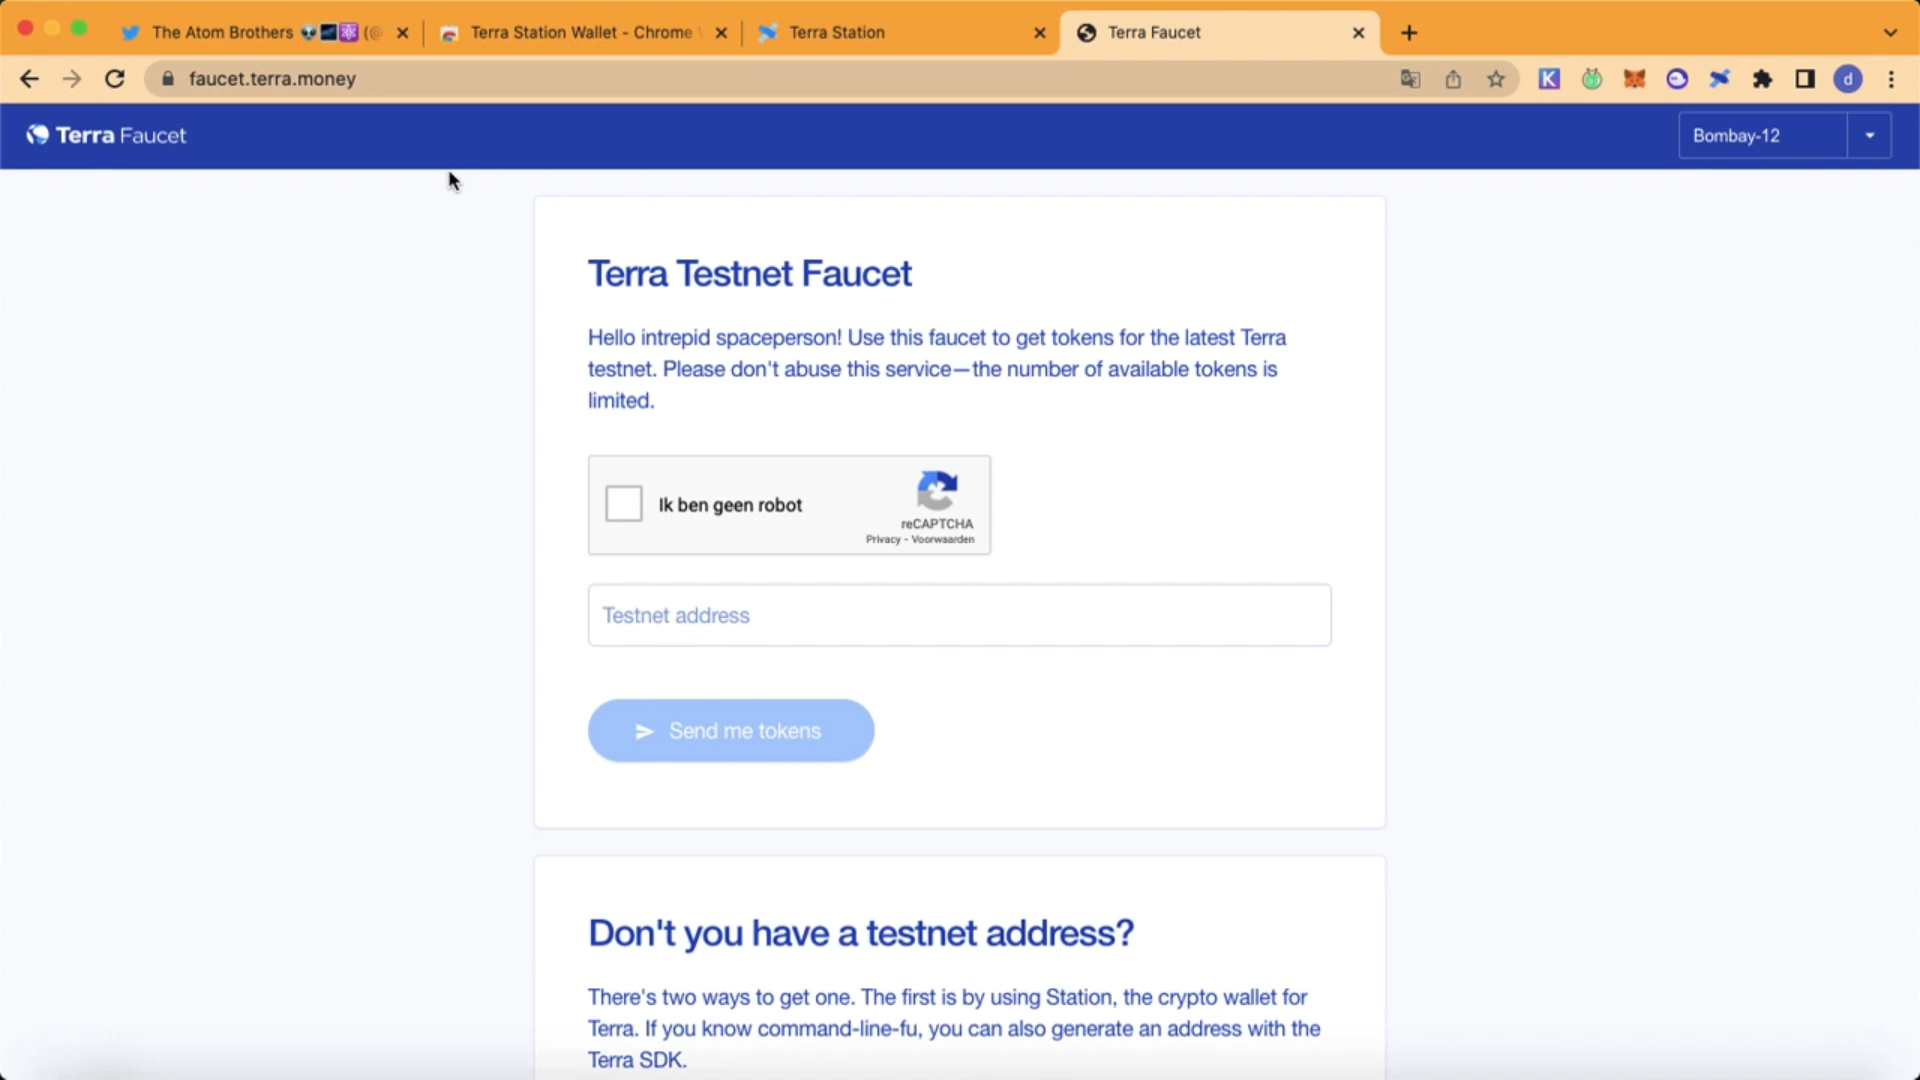 The Atom Brothers
Terra Station Wallet - Chrome
Terra Station
Terra Faucet
faucet.terra.money
K
d
Terra Faucet
Bombay-12
Terra Testnet Faucet
Hello intrepid spaceperson! Use this faucet to get tokens for the latest Terra
testnet. Please don't abuse this service—the number of available tokens is
limited.
Ik ben geen robot
reCAPTCHA
Privacy - Voorwaarden
Testnet address
Send me tokens
Don't you have a testnet address?
There's two ways to get one. The first is by using Station, the crypto wallet for
Terra. If you know command-line-fu, you can also generate an address with the
Terra SDK.